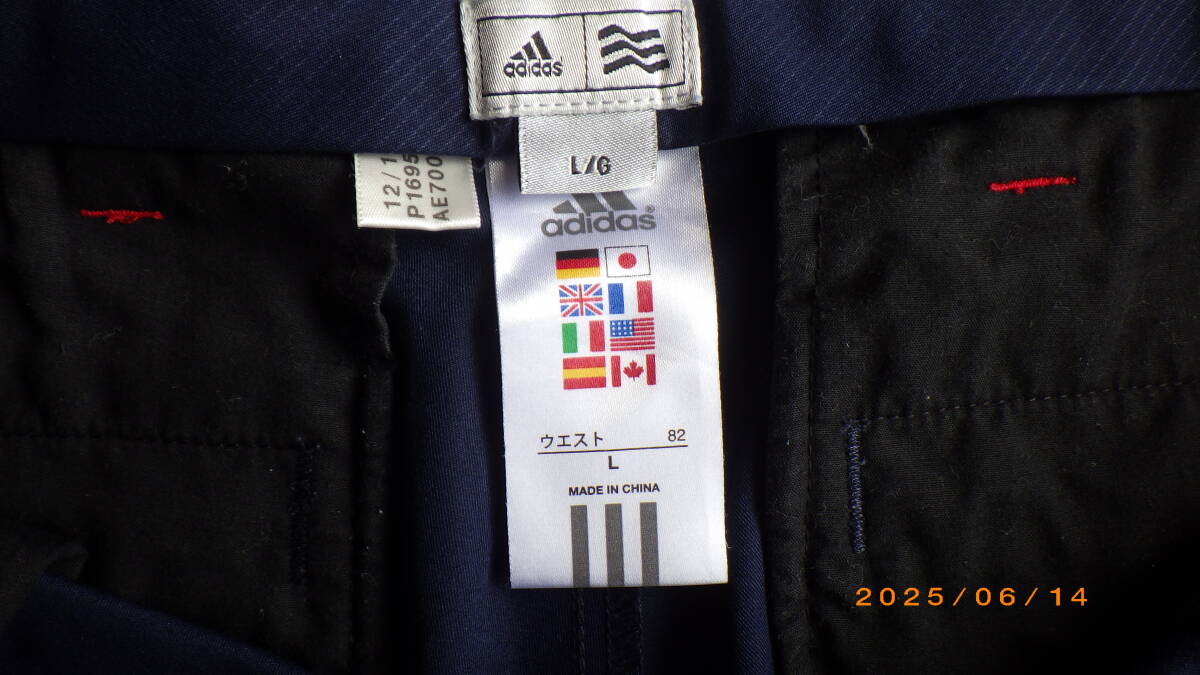 adidas
L/G
12/1
P1695
AE700
adidas®
ウエスト 82
L
MADE IN CHINA
2025/06/14